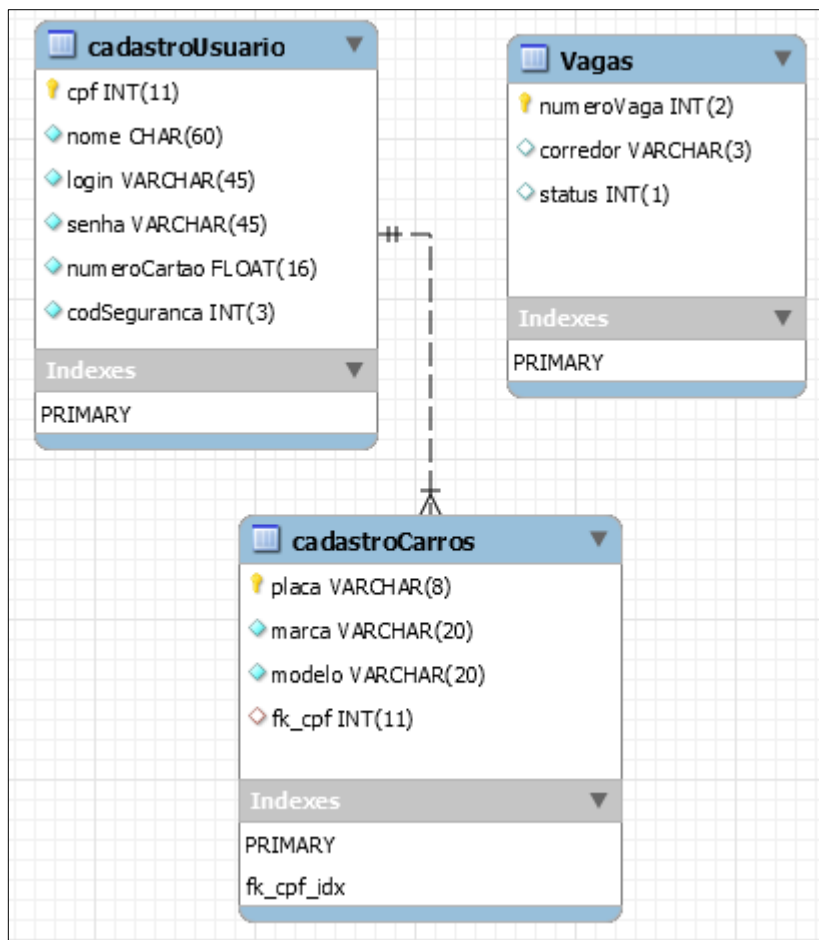 cadastroUsuario
cpf INT(11)
nome CHAR(60)
login VARCHAR(45)
senha VARCHAR(45)
numeroCartao FLOAT(16)
codSeguranca INT(3)
Indexes
PRIMARY
Vagas
numeroVaga INT(2)
corredor VARCHAR(3)
status INT(1)
Indexes
PRIMARY
cadastroCarros
placa VARCHAR(8)
marca VARCHAR(20)
modelo VARCHAR(20)
fk_cpf INT(11)
Indexes
PRIMARY
fk_cpf_idx